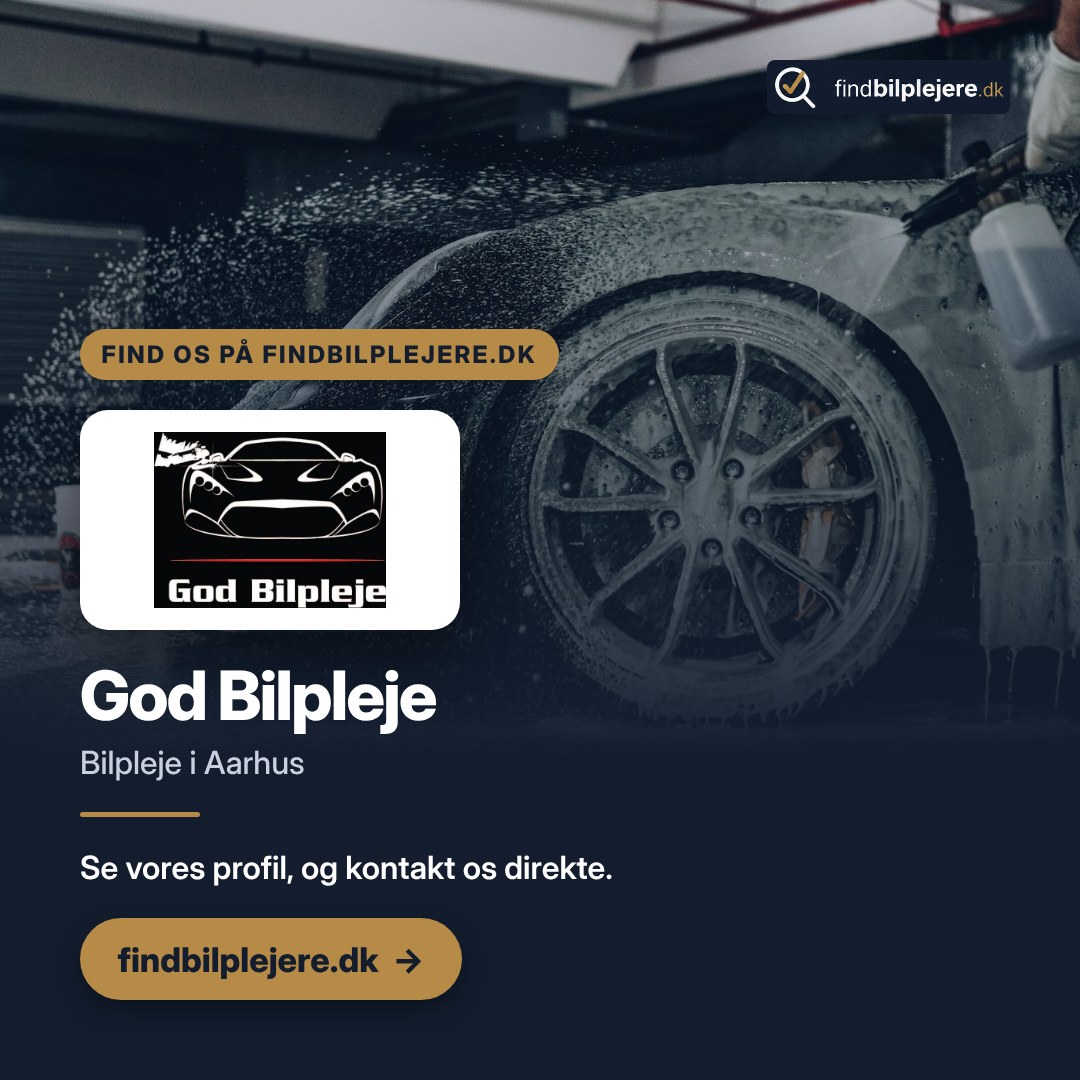 findbilplejere.dk
FIND OS PÅ FINDBILPLEJERE.DK
God Bilpleje
God Bilpleje
Bilpleje i Aarhus
Se vores profil, og kontakt os direkte.
findbilplejere.dk →